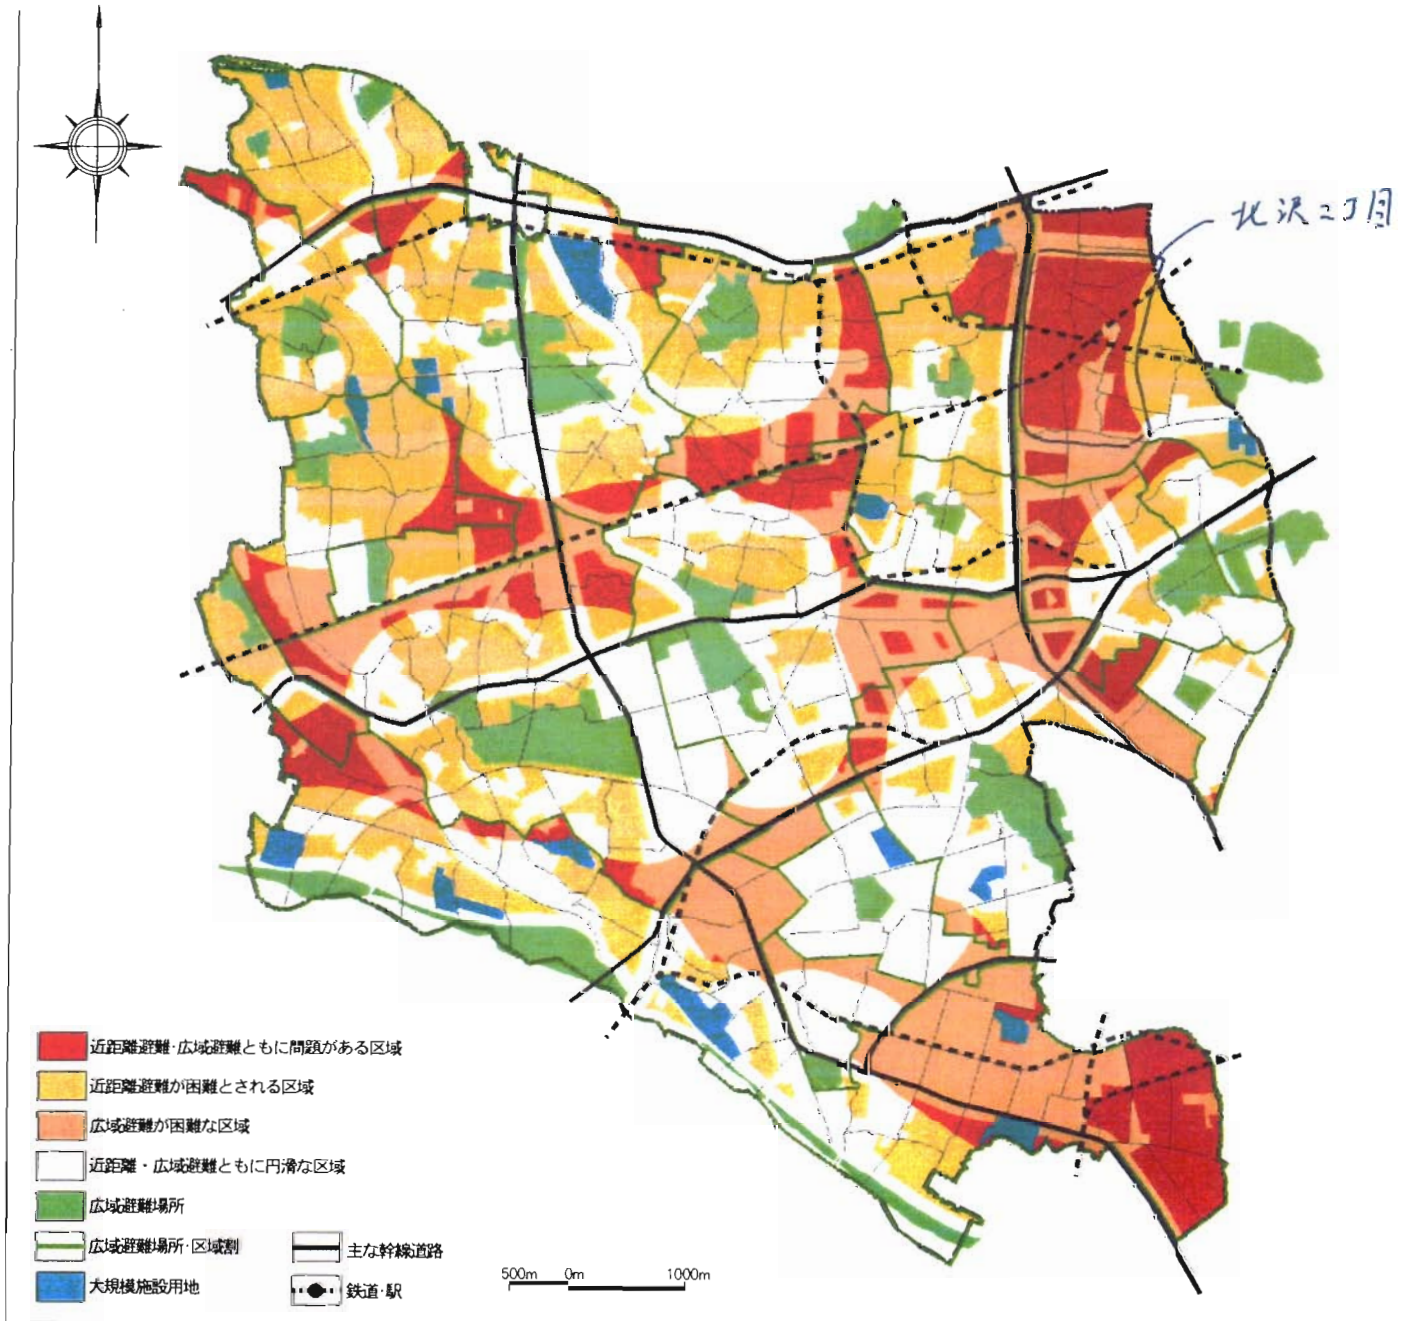 北沢二丁目
近距離避難・広域避難ともに問題がある区域
近距離避難が困難とされる区域
広域避難が困難な区域
近距離・広域避難ともに円滑な区域
広域避難場所
広域避難場所・区域割
大規模施設用地
主な幹線道路
鉄道・駅
500m 0m 1000m